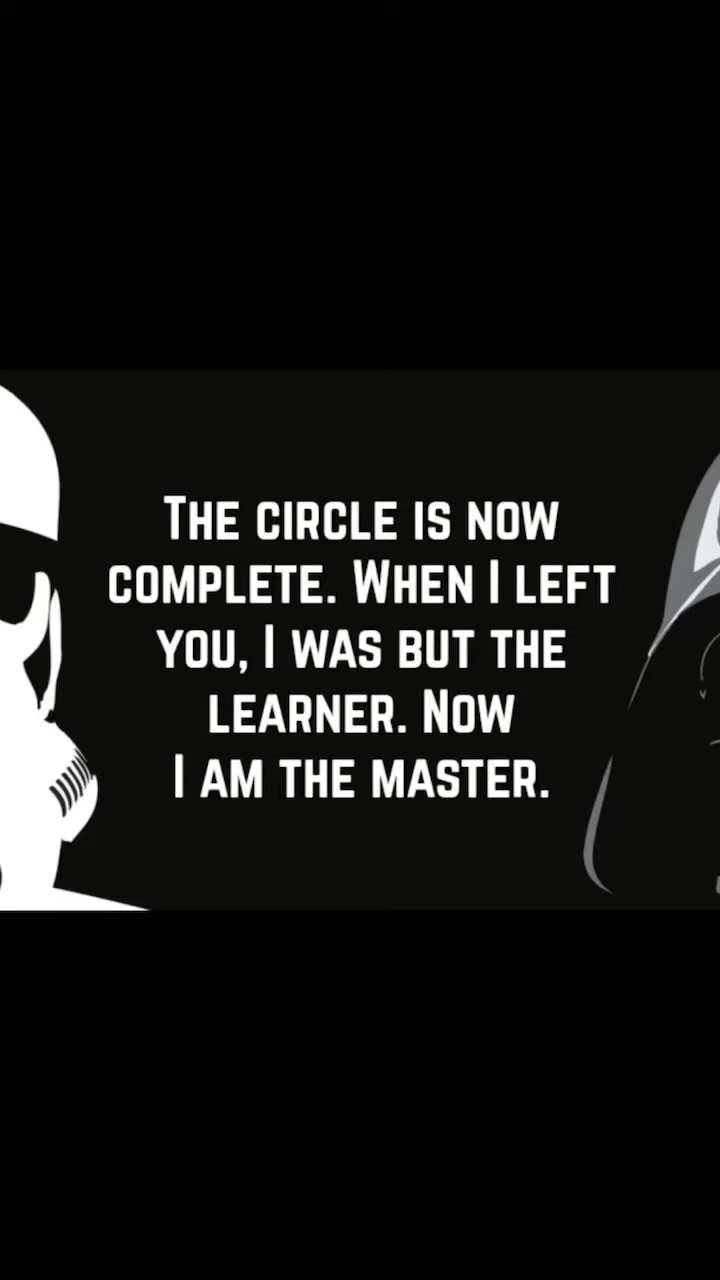 The circle is now
complete. When I left
you, I was but the
learner. Now
I am the master.